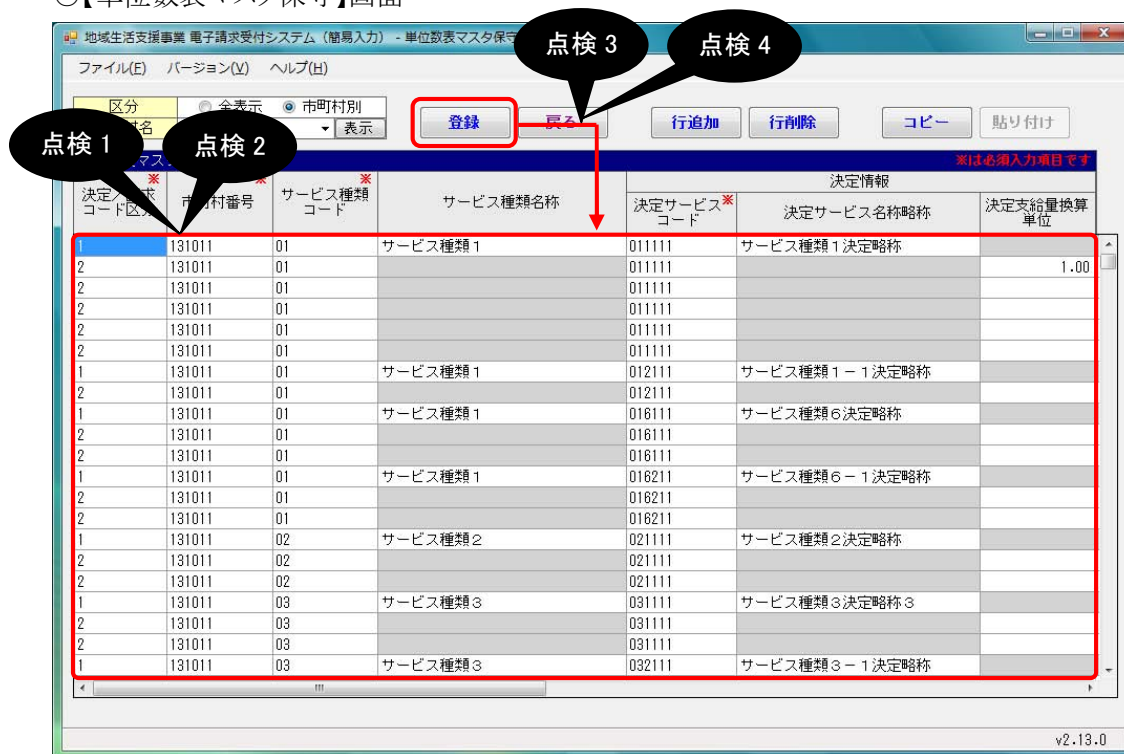 ○【単位数表マスタ保守】画面
地域生活支援事業 電子請求受付システム（簡易入力） - 単位数表マスタ保守
点検 3
点検 4
ファイル(F) バージョン(V) ヘルプ(H)
区分 全表示 市町村別
名 表示
登録 戻る 行追加 行削除 コピー 貼り付け
点検 1
点検 2
マス ※は必須入力項目です
決定 求コード区分※ 市町村番号※ サービス種類コード※ サービス種類名称 決定情報
決定サービスコード※ 決定サービス名称略称 決定支給量換算単位
1 131011 01 サービス種類１ 011111 サービス種類１決定略称
2 131011 01 011111 1.00
2 131011 01 011111
2 131011 01 011111
2 131011 01 011111
2 131011 01 011111
1 131011 01 サービス種類１ 012111 サービス種類１－１決定略称
2 131011 01 012111
1 131011 01 サービス種類１ 016111 サービス種類６決定略称
2 131011 01 016111
2 131011 01 016111
1 131011 01 サービス種類１ 016211 サービス種類６－１決定略称
2 131011 01 016211
2 131011 01 016211
1 131011 02 サービス種類２ 021111 サービス種類２決定略称
2 131011 02 021111
2 131011 02 021111
1 131011 03 サービス種類３ 031111 サービス種類３決定略称３
2 131011 03 031111
2 131011 03 031111
1 131011 03 サービス種類３ 032111 サービス種類３－１決定略称
v2.13.0